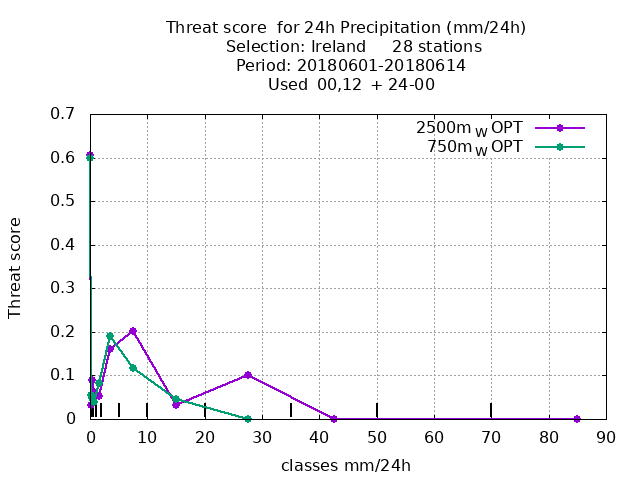 Threat score  for 24h Precipitation (mm/24h)
Selection: Ireland     28 stations
Period: 20180601-20180614
Used  00,12  + 24-00
2500m W OPT
750m W OPT
0.7
0.6
0.5
0.4
0.3
0.2
0.1
0
Threat score
0 10 20 30 40 50 60 70 80 90
classes mm/24h